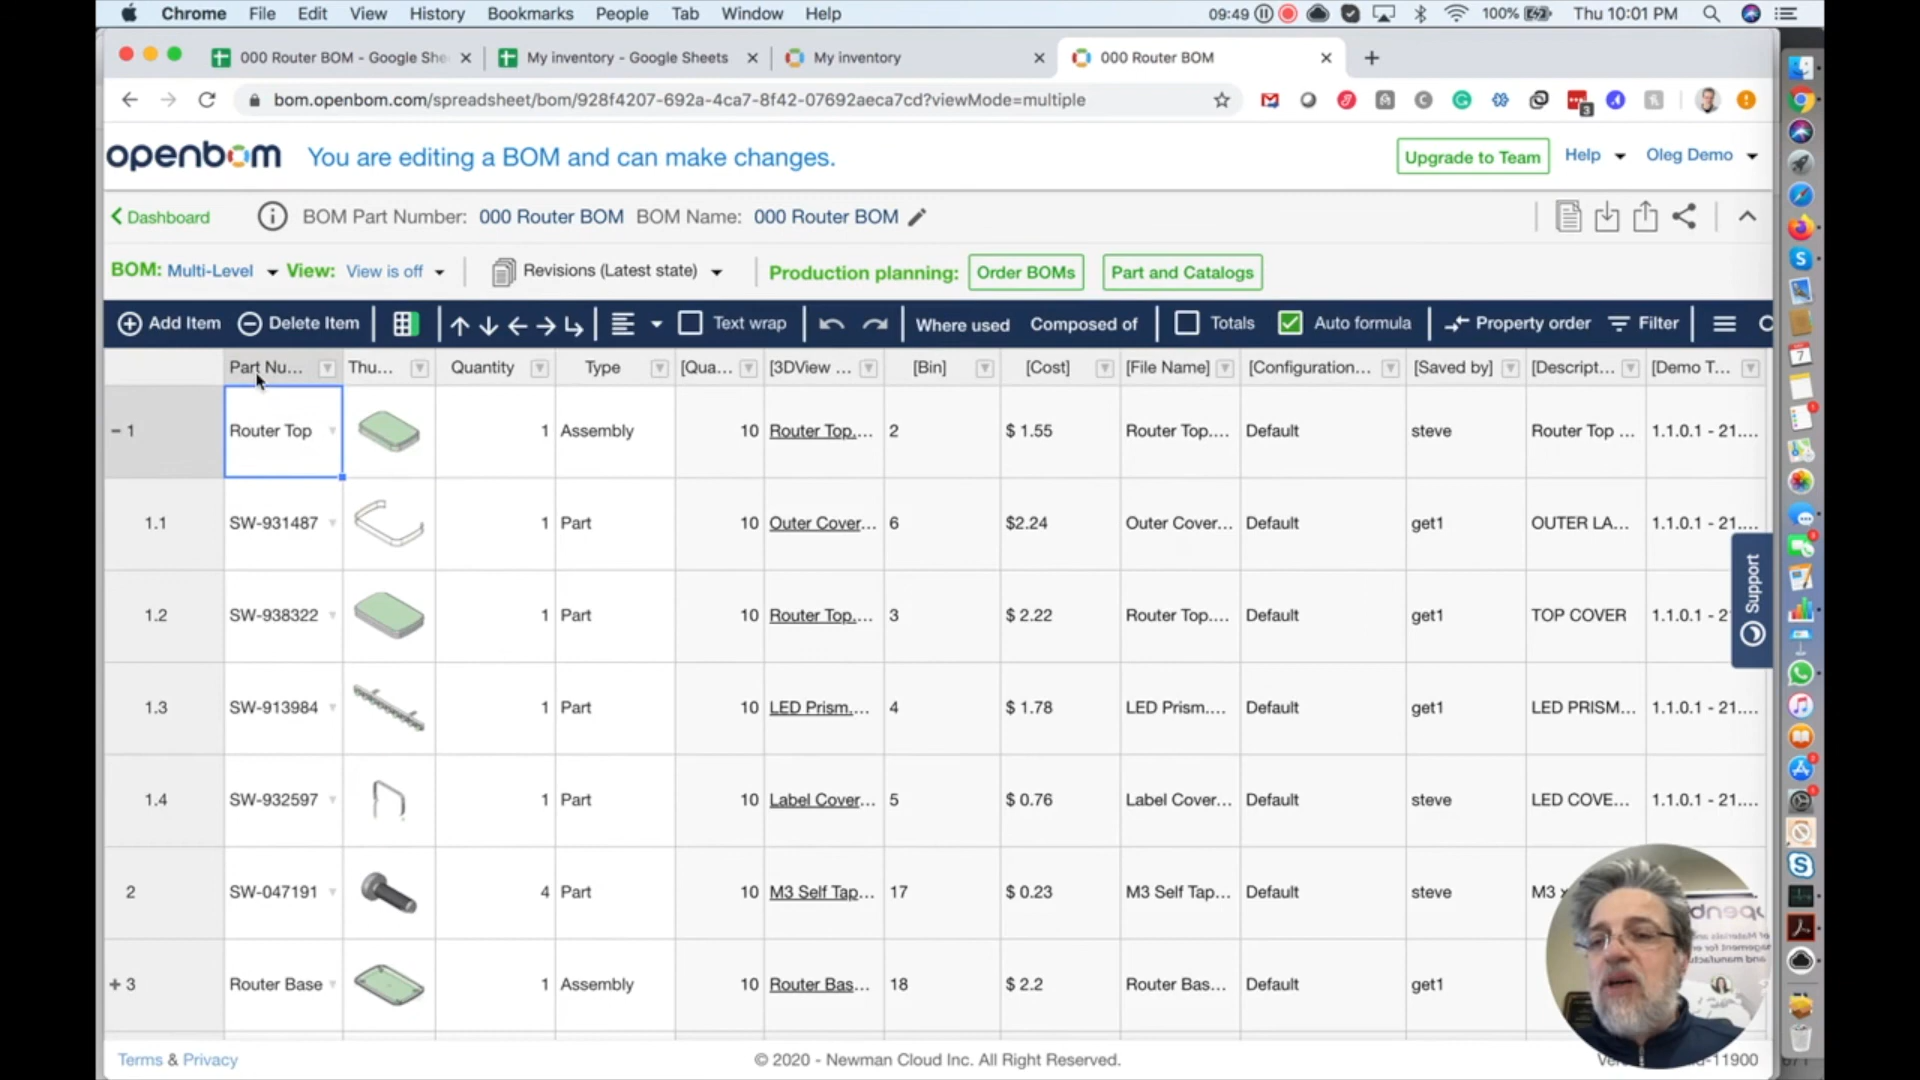 Chrome File Edit View History Bookmarks People Tab Window Help 09:49 100% Thu 10:01 PM
000 Router BOM - Google She My inventory - Google Sheets My inventory 000 Router BOM
bom.openbom.com/spreadsheet/bom/928f4207-692a-4ca7-8f42-07692aeca7cd?viewMode=multiple 3
openbom You are editing a BOM and can make changes. Upgrade to Team Help Oleg Demo
Dashboard BOM Part Number: 000 Router BOM BOM Name: 000 Router BOM
BOM: Multi-Level View: View is off Revisions (Latest state) Production planning: Order BOMs Part and Catalogs
Add Item Delete Item Text wrap Where used Composed of Totals Auto formula Property order Filter
Part Nu... Thu... Quantity Type [Qua... [3DView ... [Bin] [Cost] [File Name] [Configuration... [Saved by] [Descript... [Demo T...
− 1 Router Top 1 Assembly 10 Router Top.... 2 $ 1.55 Router Top.... Default steve Router Top ... 1.1.0.1 - 21....
1.1 SW-931487 1 Part 10 Outer Cover... 6 $2.24 Outer Cover... Default get1 OUTER LA... 1.1.0.1 - 21....
1.2 SW-938322 1 Part 10 Router Top.... 3 $ 2.22 Router Top.... Default get1 TOP COVER 1.1.0.1 - 2
1.3 SW-913984 1 Part 10 LED Prism.... 4 $ 1.78 LED Prism.... Default get1 LED PRISM... 1.1.0.1 - 21....
1.4 SW-932597 1 Part 10 Label Cover... 5 $ 0.76 Label Cover... Default steve LED COVE... 1.1.0.1 - 21....
2 SW-047191 4 Part 10 M3 Self Tap... 17 $ 0.23 M3 Self Tap... Default steve M3
+ 3 Router Base 1 Assembly 10 Router Bas... 18 $ 2.2 Router Bas... Default get1
Support
Terms & Privacy © 2020 - Newman Cloud Inc. All Right Reserved. -11900